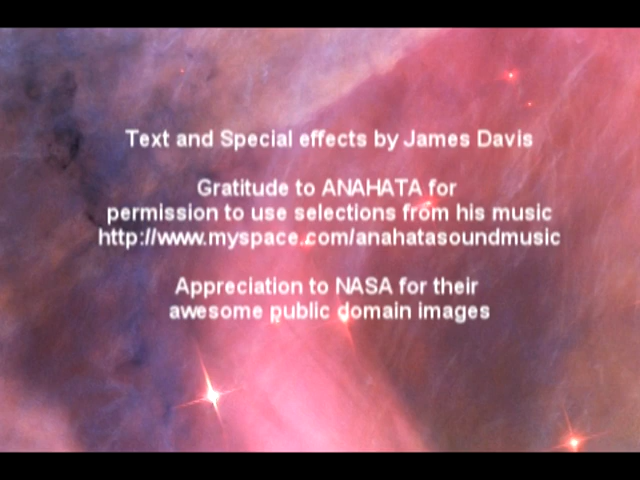 Text and Special effects by James Davis
Gratitude to ANAHATA for
permission to use selections from his music
http://www.myspace.com/anahatasoundmusic
Appreciation to NASA for their
awesome public domain images